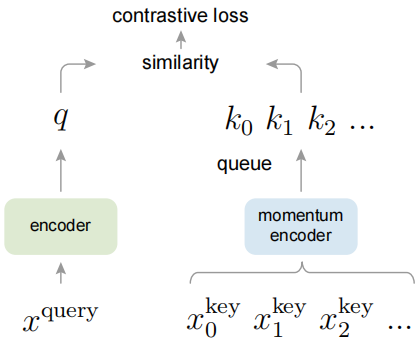 contrastive loss
similarity
q k₀ k₁ k₂ ...
queue
encoder
momentum
encoder
x^query x₀^key x₁^key x₂^key ...